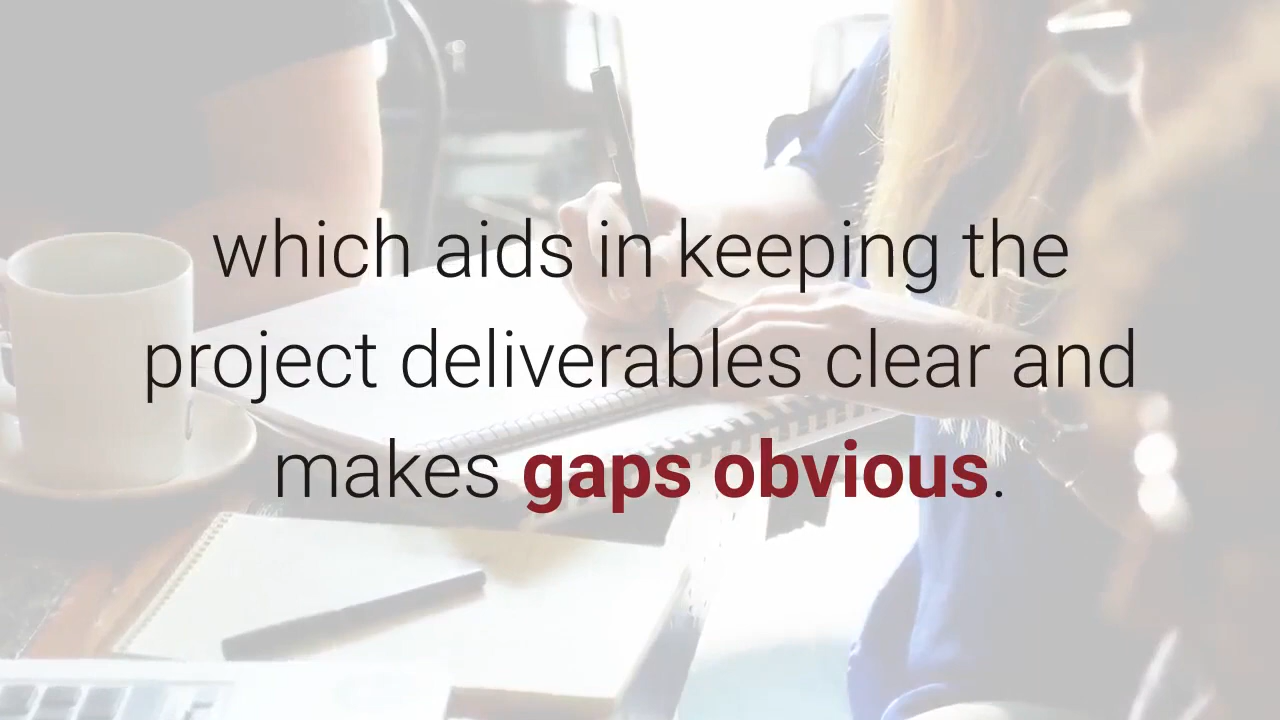 which aids in keeping the
project deliverables clear and
makes gaps obvious.